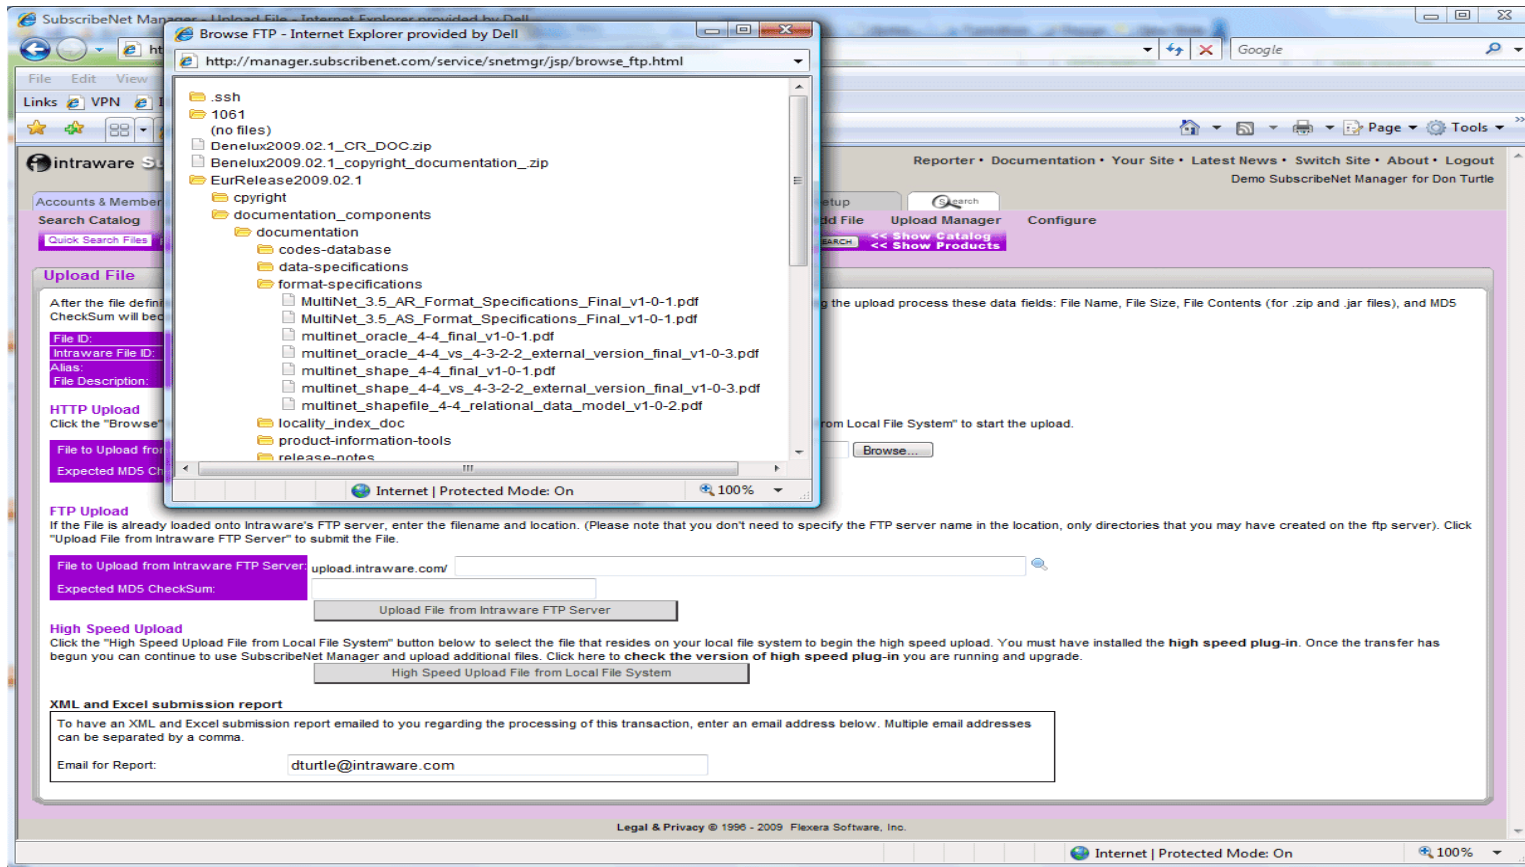 SubscribeNet Manager - Upload File - Internet Explorer provided by Dell
Browse FTP - Internet Explorer provided by Dell
http://manager.subscribenet.com/service/snetmgr/jsp/browse_ftp.html
Google
File Edit View
Links VPN
Page Tools
.ssh
1061
(no files)
Denelux2009.02.1_CR_DOC.zip
Benelux2009.02.1_copyright_documentation_.zip
EurRelease2009.02.1
cpyright
documentation_components
documentation
codes-database
data-specifications
format-specifications
MultiNet_3.5_AR_Format_Specifications_Final_v1-0-1.pdf
MultiNet_3.5_AS_Format_Specifications_Final_v1-0-1.pdf
multinet_oracle_4-4_final_v1-0-1.pdf
multinet_oracle_4-4_vs_4-3-2-2_external_version_final_v1-0-3.pdf
multinet_shape_4-4_final_v1-0-1.pdf
multinet_shape_4-4_vs_4-3-2-2_external_version_final_v1-0-3.pdf
multinet_shapefile_4-4_relational_data_model_v1-0-2.pdf
locality_index_doc
product-information-tools
release-notes
Internet | Protected Mode: On 100%
intraware
Reporter • Documentation • Your Site • Latest News • Switch Site • About • Logout
Demo SubscribeNet Manager for Don Turtle
Accounts & Member etup Search
Search Catalog dd File Upload Manager Configure
Quick Search Files EARCH << Show Catalog
<< Show Products
Upload File
After the file defini g the upload process these data fields: File Name, File Size, File Contents (for .zip and .jar files), and MD5
CheckSum will bec
File ID:
Intraware File ID:
Alias:
File Description:
HTTP Upload
Click the "Browse" om Local File System" to start the upload.
File to Upload fro Browse...
Expected MD5 Ch
FTP Upload
If the File is already loaded onto Intraware's FTP server, enter the filename and location. (Please note that you don't need to specify the FTP server name in the location, only directories that you may have created on the ftp server). Click
"Upload File from Intraware FTP Server" to submit the File.
File to Upload from Intraware FTP Server: upload.intraware.com/
Expected MD5 CheckSum:
Upload File from Intraware FTP Server
High Speed Upload
Click the "High Speed Upload File from Local File System" button below to select the file that resides on your local file system to begin the high speed upload. You must have installed the high speed plug-in. Once the transfer has
begun you can continue to use SubscribeNet Manager and upload additional files. Click here to check the version of high speed plug-in you are running and upgrade.
High Speed Upload File from Local File System
XML and Excel submission report
To have an XML and Excel submission report emailed to you regarding the processing of this transaction, enter an email address below. Multiple email addresses
can be separated by a comma.
Email for Report: dturtle@intraware.com
Legal & Privacy © 1996 - 2009 Flexera Software, Inc.
Internet | Protected Mode: On 100%